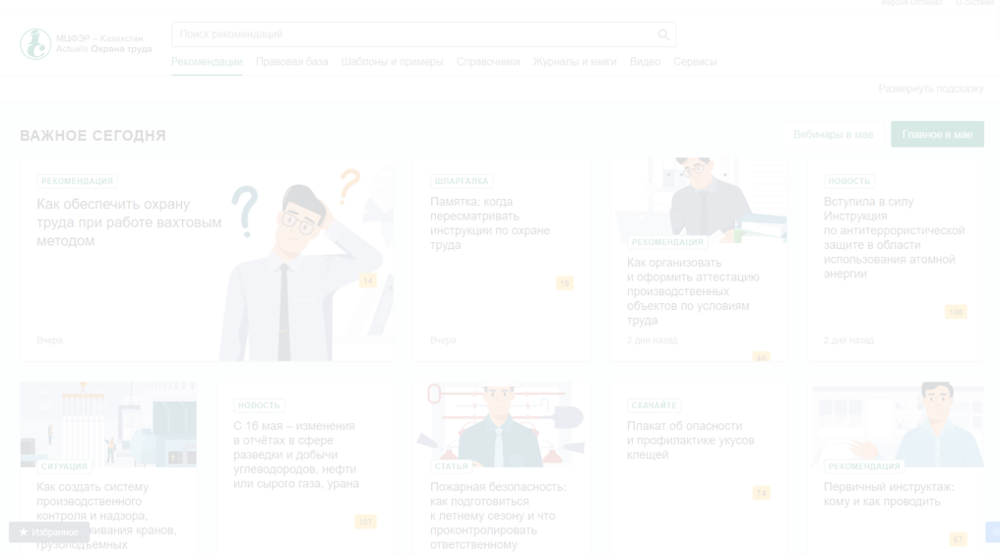 Версия Оптимал О системе
МЦФЭР – Казахстан
Actualis Охрана труда
Поиск рекомендаций
Рекомендации Правовая база Шаблоны и примеры Справочники Журналы и книги Видео Сервисы
Развернуть подсказку
ВАЖНОЕ СЕГОДНЯ
Вебинары в мае Главное в мае
РЕКОМЕНДАЦИЯ
Как обеспечить охрану
труда при работе вахтовым
методом
14
Вчера
ШПАРГАЛКА
Памятка: когда
пересматривать
инструкции по охране
труда
19
Вчера
РЕКОМЕНДАЦИЯ
Как организовать
и оформить аттестацию
производственных
объектов по условиям
труда
2 дня назад
45
НОВОСТЬ
Вступила в силу
Инструкция
по антитеррористической
защите в области
использования атомной
энергии
106
2 дня назад
СИТУАЦИЯ
Как создать систему
производственного
контроля и надзора,
живания кранов,
грузоподъемных
Избранное
НОВОСТЬ
С 16 мая – изменения
в отчётах в сфере
разведки и добычи
углеводородов, нефти
или сырого газа, урана
107
СТАТЬЯ
Пожарная безопасность:
как подготовиться
к летнему сезону и что
проконтролировать
ответственному
СКАЧАЙТЕ
Плакат об опасности
и профилактике укусов
клещей
74
РЕКОМЕНДАЦИЯ
Первичный инструктаж:
кому и как проводить
67